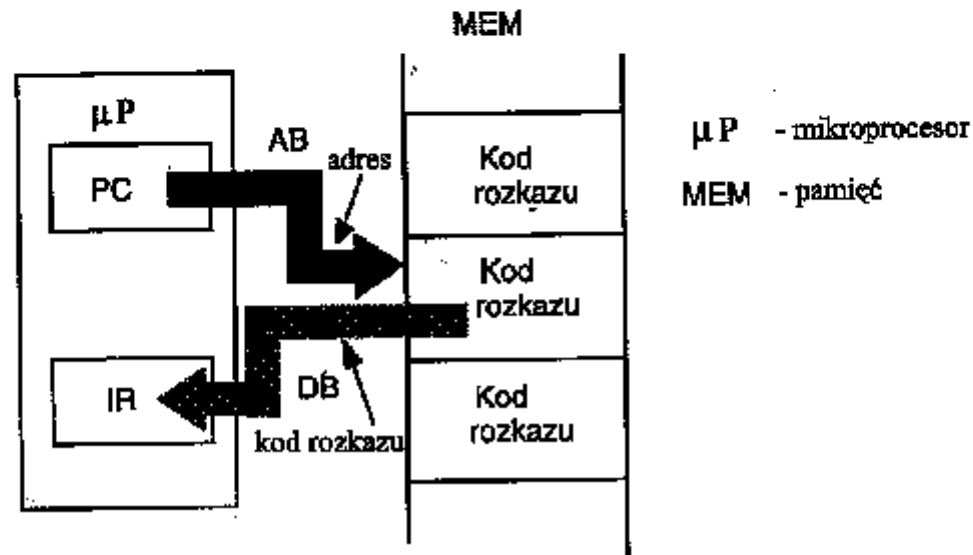 MEM
μP
PC
AB
adres
Kod
rozkazu
Kod
rozkazu
IR
DB
kod rozkazu
Kod
rozkazu
μP - mikroprocesor
MEM - pamięć